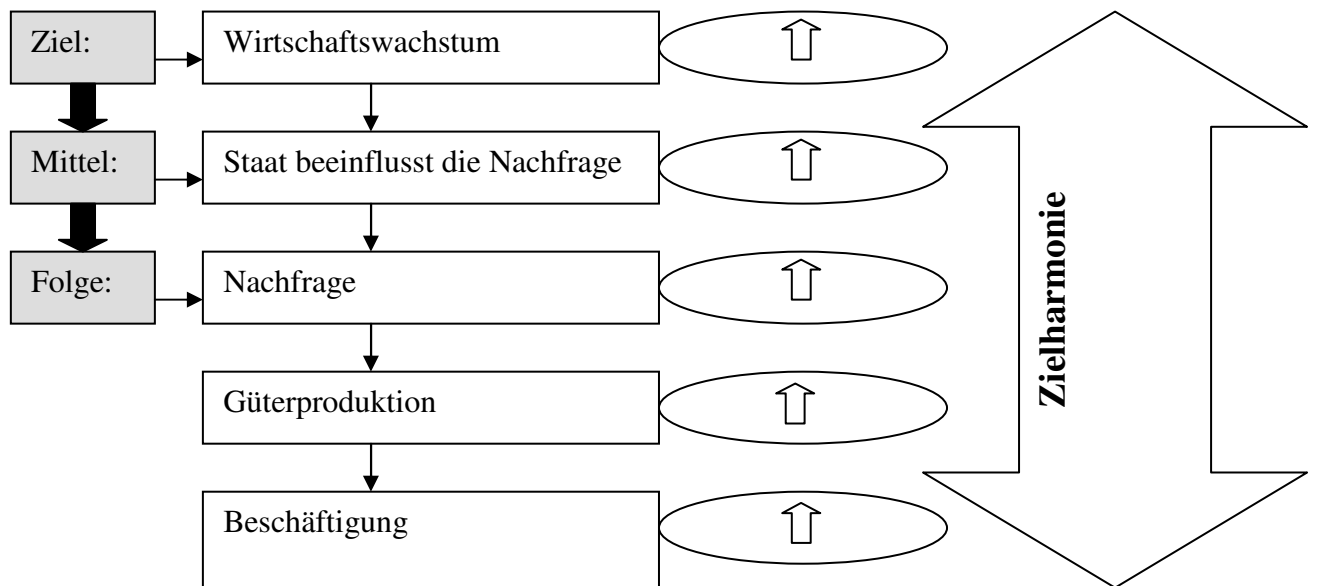 Ziel:
Wirtschaftswachstum
Mittel:
Staat beeinflusst die Nachfrage
Folge:
Nachfrage
Güterproduktion
Beschäftigung
Zielharmonie